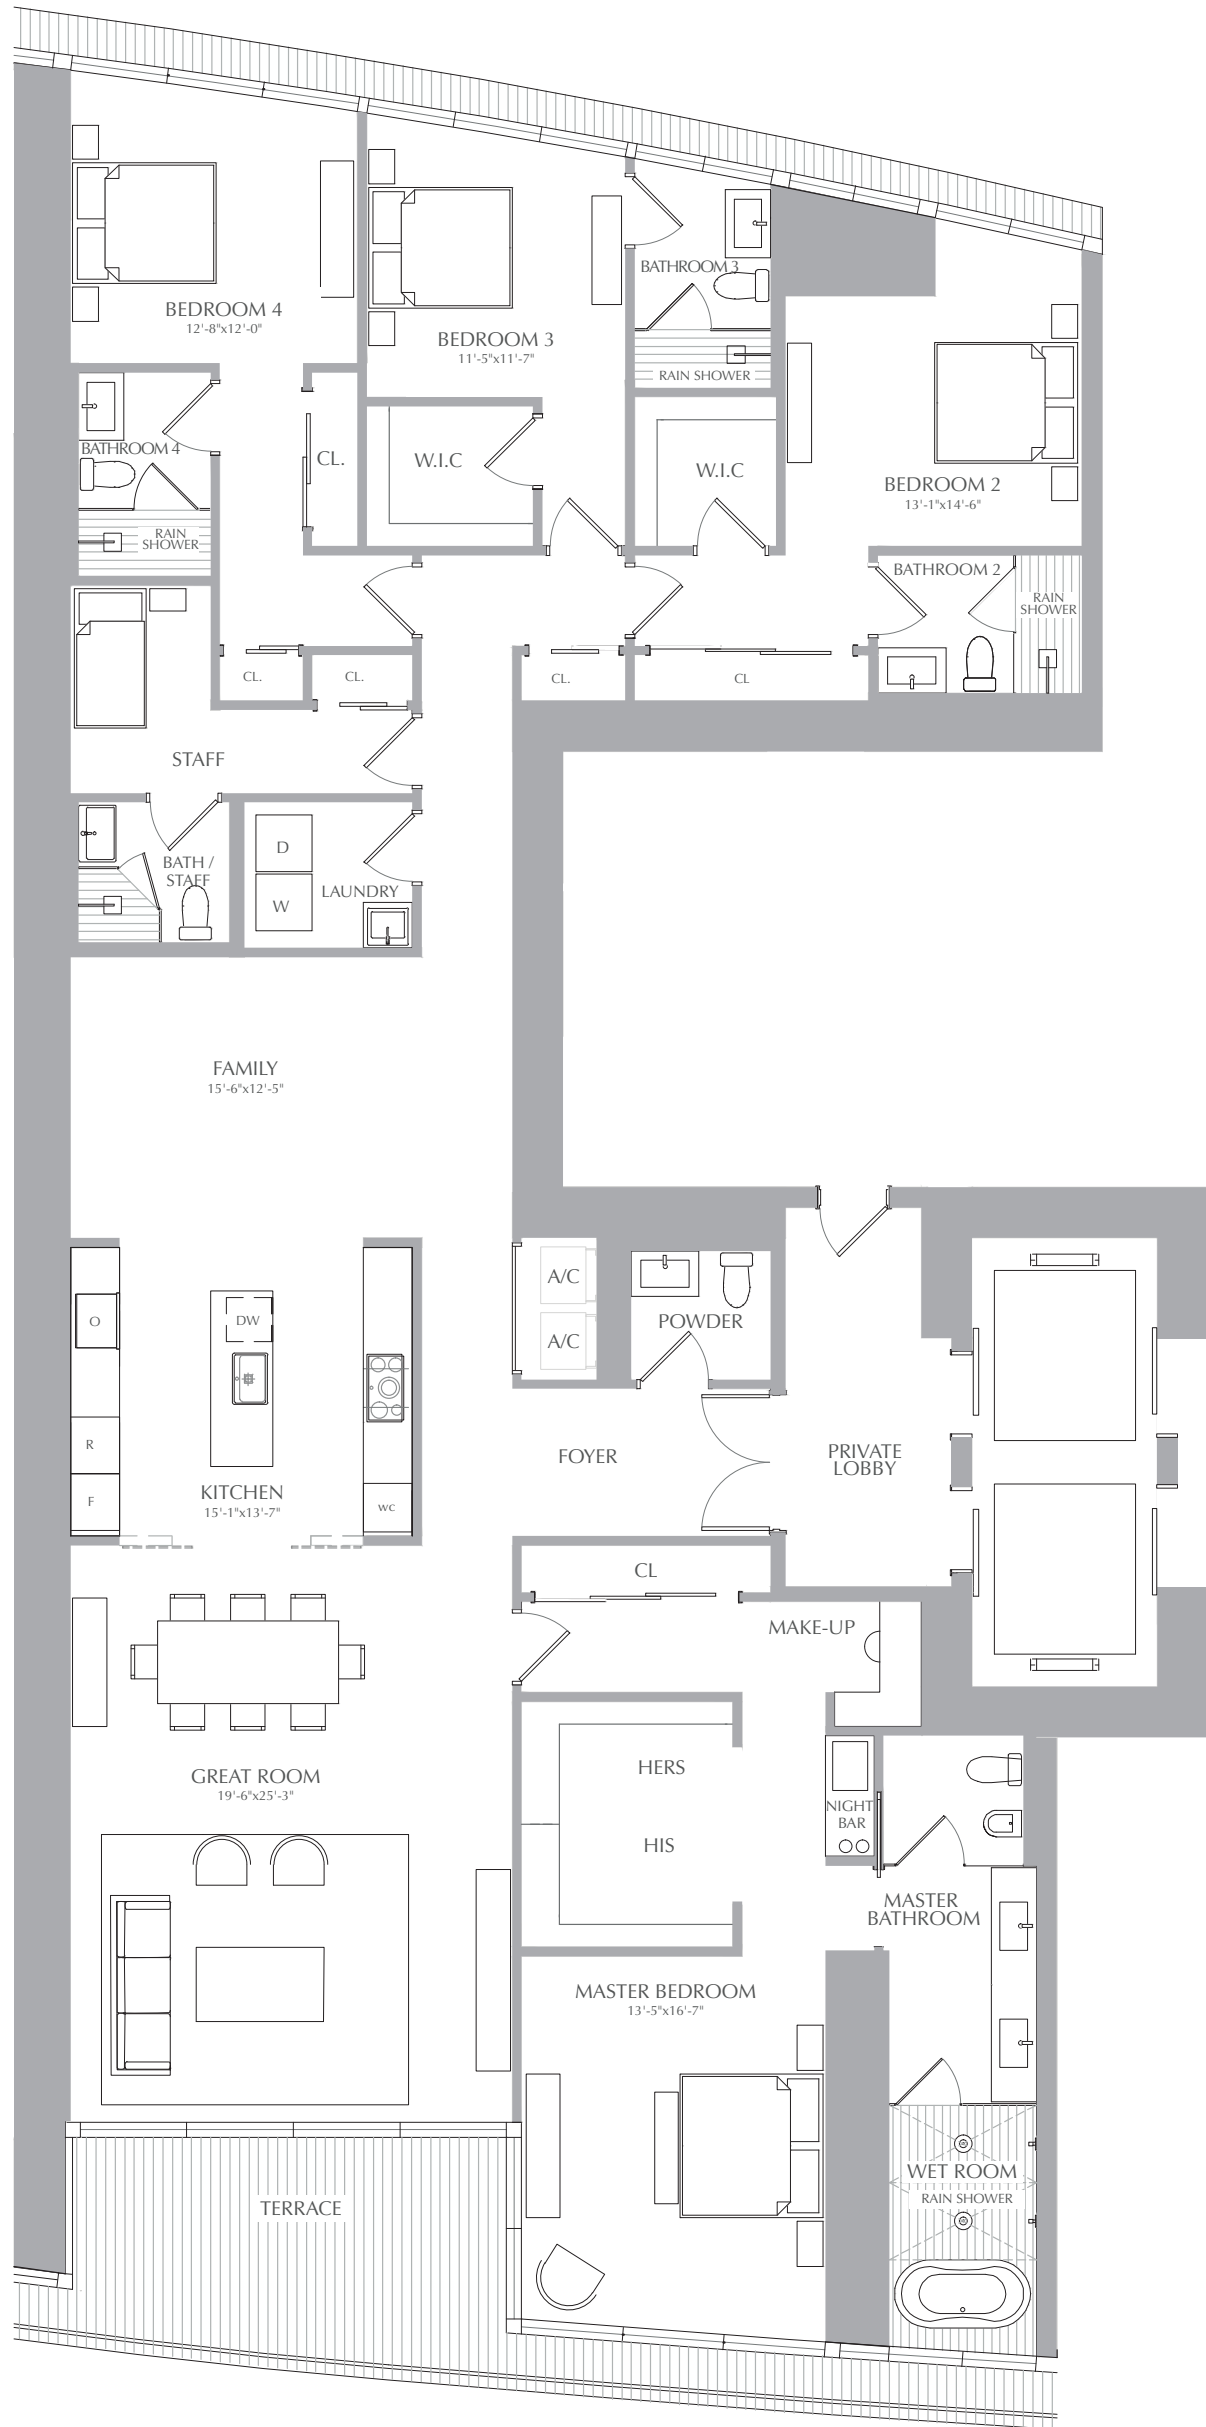 BEDROOM 4
12'-8"x12'-0"
BEDROOM 3
11'-5"x11'-7"
BATHROOM 3
RAIN SHOWER
BEDROOM 2
13'-1"x14'-6"
BATHROOM 4
RAIN
SHOWER
CL.
W.I.C
W.I.C
BATHROOM 2
RAIN
SHOWER
CL.
CL.
CL.
CL
STAFF
BATH /
STAFF
D
W
LAUNDRY
FAMILY
15'-6"x12'-5"
A/C
A/C
POWDER
O
DW
R
F
WC
KITCHEN
15'-1"x13'-7"
FOYER
PRIVATE
LOBBY
CL
MAKE-UP
HERS
HIS
NIGHT
BAR
GREAT ROOM
19'-6"x25'-3"
MASTER
BATHROOM
MASTER BEDROOM
13'-5"x16'-7"
WET ROOM
RAIN SHOWER
TERRACE